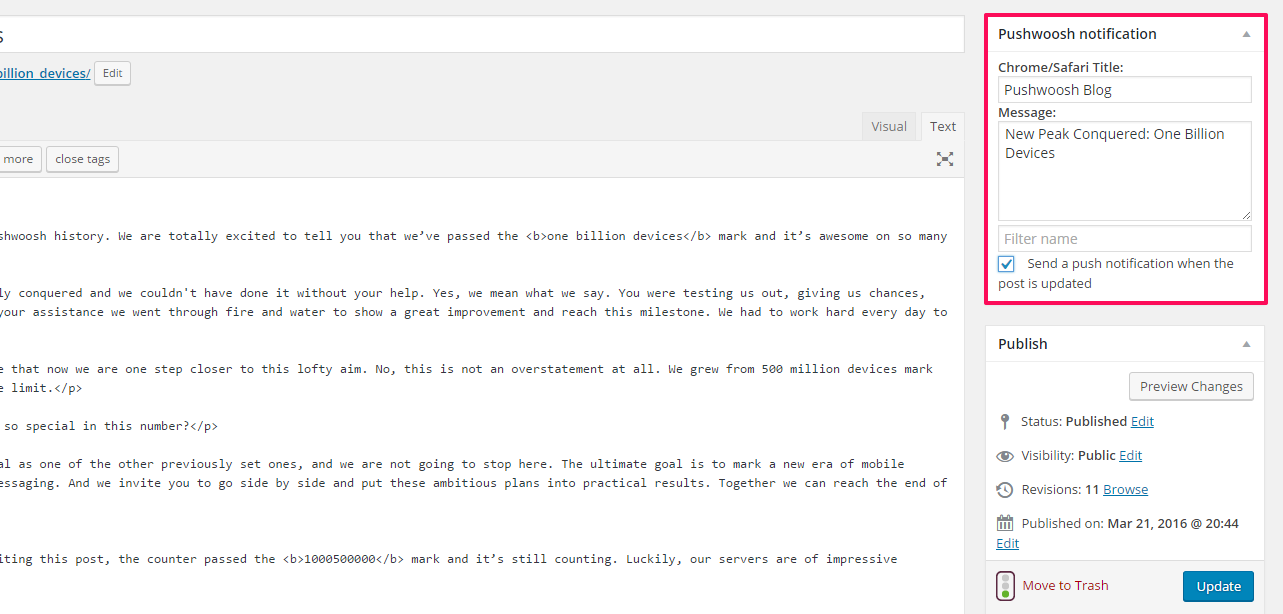 s
billion_devices/ Edit
Visual Text
more close tags
shwoosh history. We are totally excited to tell you that we've passed the <b>one billion devices</b> mark and it's awesome on so many
ly conquered and we couldn't have done it without your help. Yes, we mean what we say. You were testing us out, giving us chances,
your assistance we went through fire and water to show a great improvement and reach this milestone. We had to work hard every day to
e that now we are one step closer to this lofty aim. No, this is not an overstatement at all. We grew from 500 million devices mark
e limit.</p>
so special in this number?</p>
al as one of the other previously set ones, and we are not going to stop here. The ultimate goal is to mark a new era of mobile
essaging. And we invite you to go side by side and put these ambitious plans into practical results. Together we can reach the end of
iting this post, the counter passed the <b>1000500000</b> mark and it's still counting. Luckily, our servers are of impressive
Pushwoosh notification
Chrome/Safari Title:
Pushwoosh Blog
Message:
New Peak Conquered: One Billion
Devices
Filter name
Send a push notification when the
post is updated
Publish
Preview Changes
Status: Published Edit
Visibility: Public Edit
Revisions: 11 Browse
Published on: Mar 21, 2016 @ 20:44
Edit
Move to Trash Update